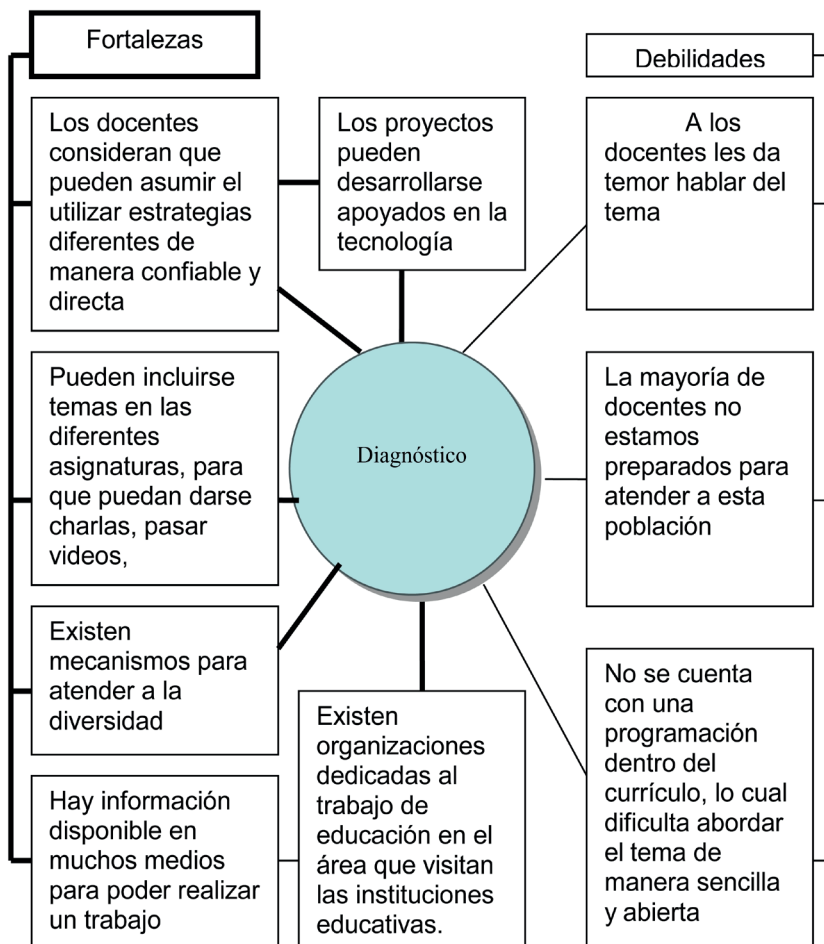 Fortalezas
Debilidades
Los docentes
consideran que
pueden asumir el
utilizar estrategias
diferentes de
manera confiable y
directa
Los proyectos
pueden
desarrollarse
apoyados en la
tecnología
A los
docentes les da
temor hablar del
tema
Pueden incluirse
temas en las
diferentes
asignaturas, para
que puedan darse
charlas, pasar
videos,
Diagnóstico
La mayoría de
docentes no
estamos
preparados para
atender a esta
población
Existen
mecanismos para
atender a la
diversidad
Existen
organizaciones
dedicadas al
trabajo de
educación en el
área que visitan
las instituciones
educativas.
No se cuenta
con una
programación
dentro del
currículo, lo cual
dificulta abordar
el tema de
manera sencilla
y abierta
Hay información
disponible en
muchos medios
para poder realizar
un trabajo